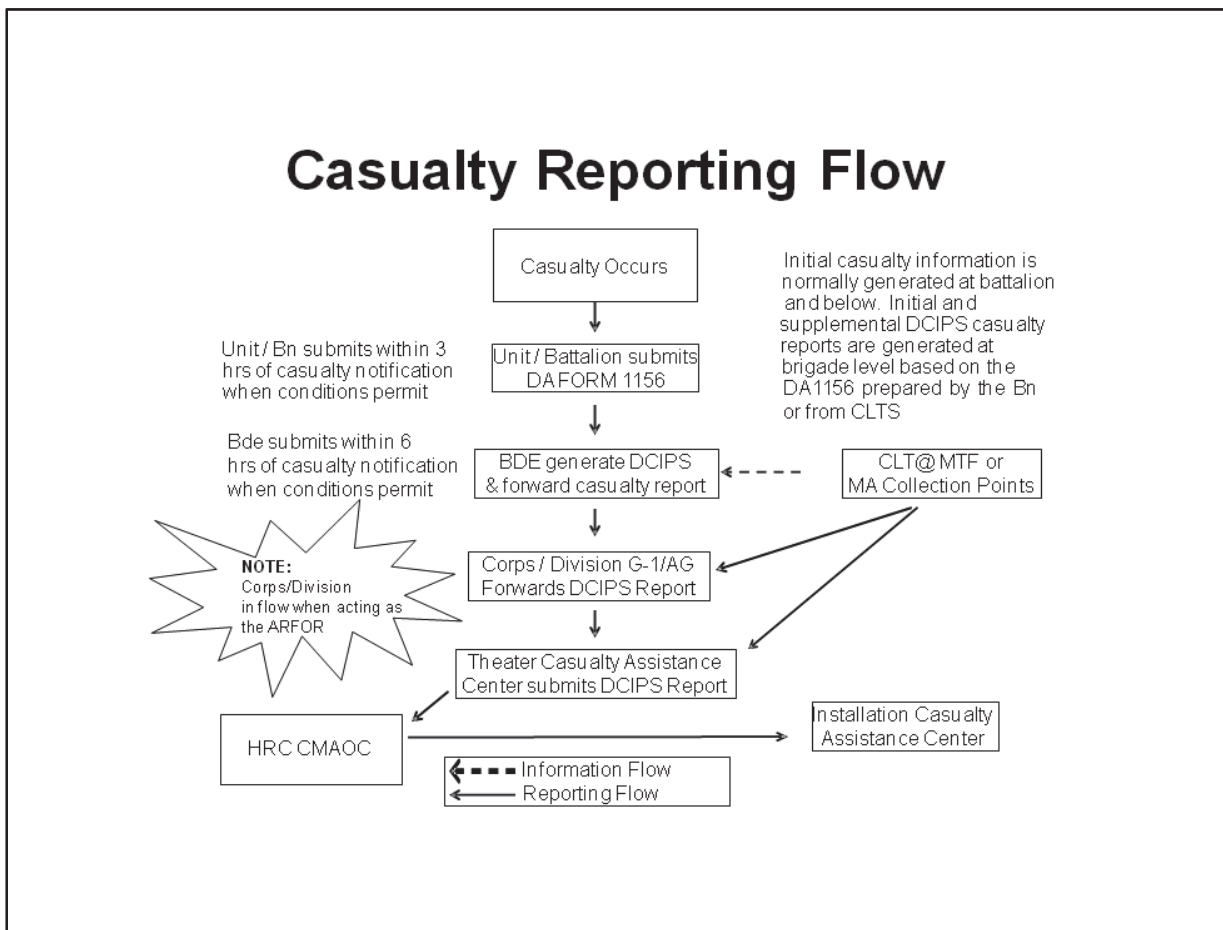 Casualty Reporting Flow
Casualty Occurs
Initial casualty information is
normally generated at battalion
and below. Initial and
supplemental DCIPS casualty
reports are generated at
brigade level based on the
DA1156 prepared by the Bn
or from CLTS
Unit / Bn submits within 3
hrs of casualty notification
when conditions permit
Unit / Battalion submits
DAFORM 1156
Bde submits within 6
hrs of casualty notification
when conditions permit
BDE generate DCIPS
& forward casualty report
CLT@ MTF or
MA Collection Points
NOTE:
Corps/Division
in flow when acting as
the ARFOR
Corps / Division G-1/AG
Forwards DCIPS Report
Theater Casualty Assistance
Center submits DCIPS Report
HRC CMAOC
Installation Casualty
Assistance Center
Information Flow
Reporting Flow